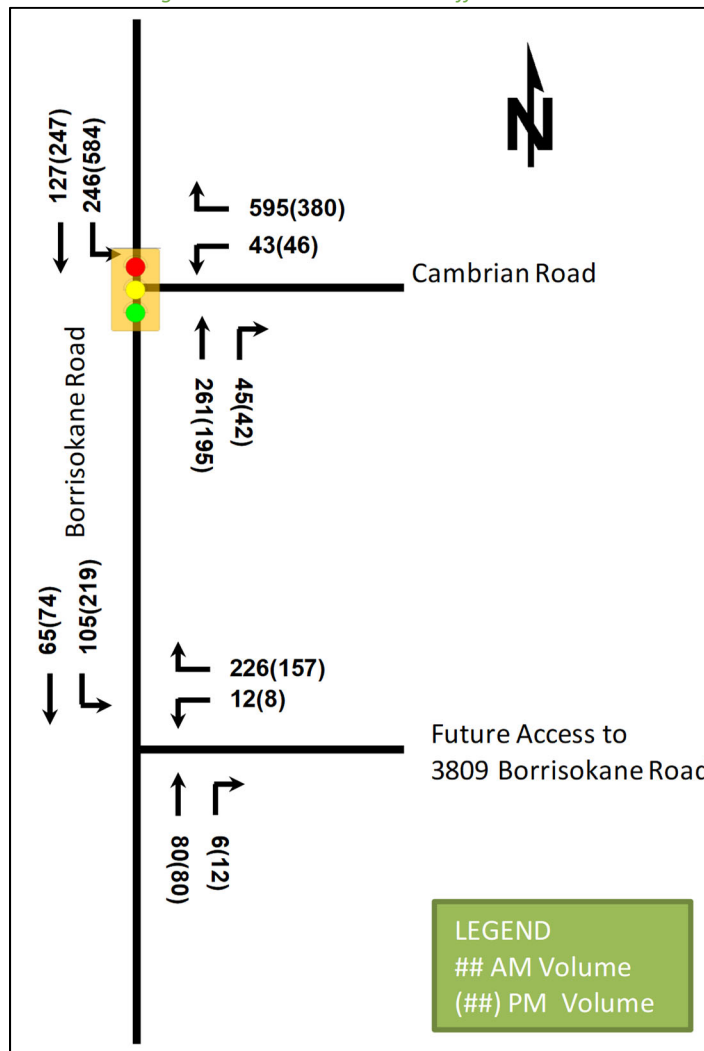 N
127(247)
246(584)
595(380)
43(46)
Cambrian Road
261(195)
45(42)
Borrisokane Road
65(74)
105(219)
226(157)
12(8)
Future Access to
3809 Borrisokane Road
80(80)
6(12)
LEGEND
## AM Volume
(##) PM Volume